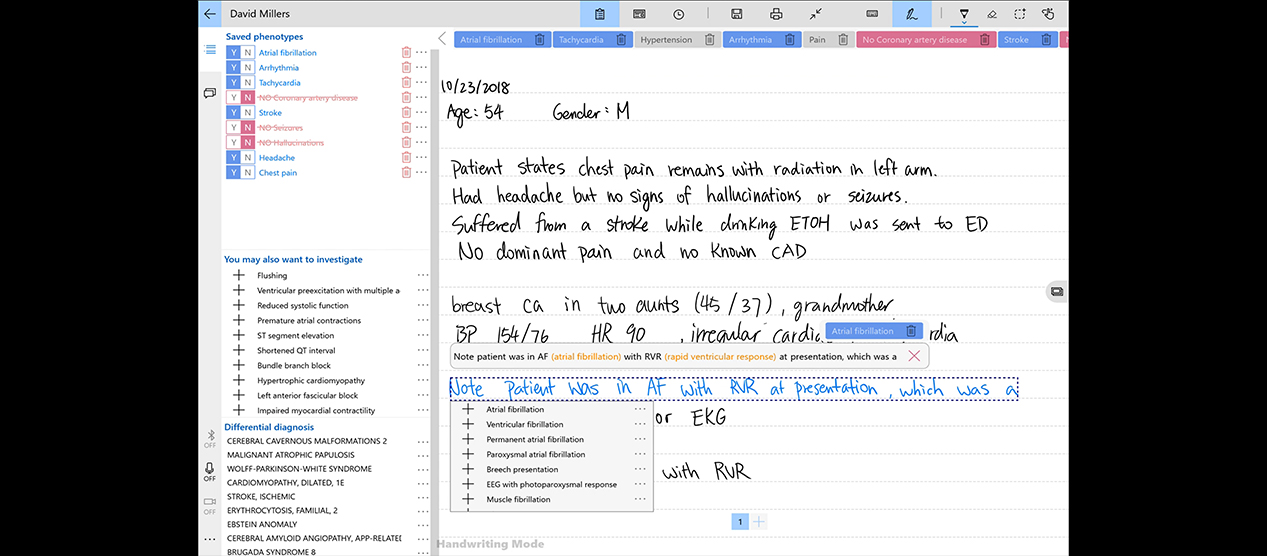 David Millers
Saved phenotypes
Y N Atrial fibrillation
Y N Arrhythmia
Y N Tachycardia
Y N NO Coronary artery disease
Y N Stroke
Y N NO Seizures
Y N NO Hallucinations
Y N Headache
Y N Chest pain
You may also want to investigate
Flushing
Ventricular preexcitation with multiple a
Reduced systolic function
Premature atrial contractions
ST segment elevation
Shortened QT interval
Bundle branch block
Hypertrophic cardiomyopathy
Left anterior fascicular block
Impaired myocardial contractility
Differential diagnosis
CEREBRAL CAVERNOUS MALFORMATIONS 2
MALIGNANT ATROPHIC PAPULOSIS
WOLFF-PARKINSON-WHITE SYNDROME
CARDIOMYOPATHY, DILATED, 1E
STROKE, ISCHEMIC
ERYTHROCYTOSIS, FAMILIAL, 2
EBSTEIN ANOMALY
CEREBRAL AMYLOID ANGIOPATHY, APP-RELATED
BRUGADA SYNDROME 8
OFF
OFF
OFF
Atrial fibrillation Tachycardia Hypertension Arrhythmia Pain No Coronary artery disease Stroke
10/23/2018
Age: 54 Gender: M
Patient states chest pain remains with radiation in left arm.
Had headache but no signs of hallucinations or seizures.
Suffered from a stroke while drinking ETOH was sent to ED
No dominant pain and no known CAD
breast ca in two aunts (45/37), grandmother
Atrial fibrillation
BP 154/76 HR 90, irregular cardia dia
Note patient was in AF (atrial fibrillation) with RVR (rapid ventricular response) at presentation, which was a
Note patient was in AF with RVR at presentation, which was a
Atrial fibrillation
Ventricular fibrillation
Permanent atrial fibrillation
Paroxysmal atrial fibrillation
Breech presentation
EEG with photoparoxysmal response
Muscle fibrillation
or EKG
with RVR
1
Handwriting Mode